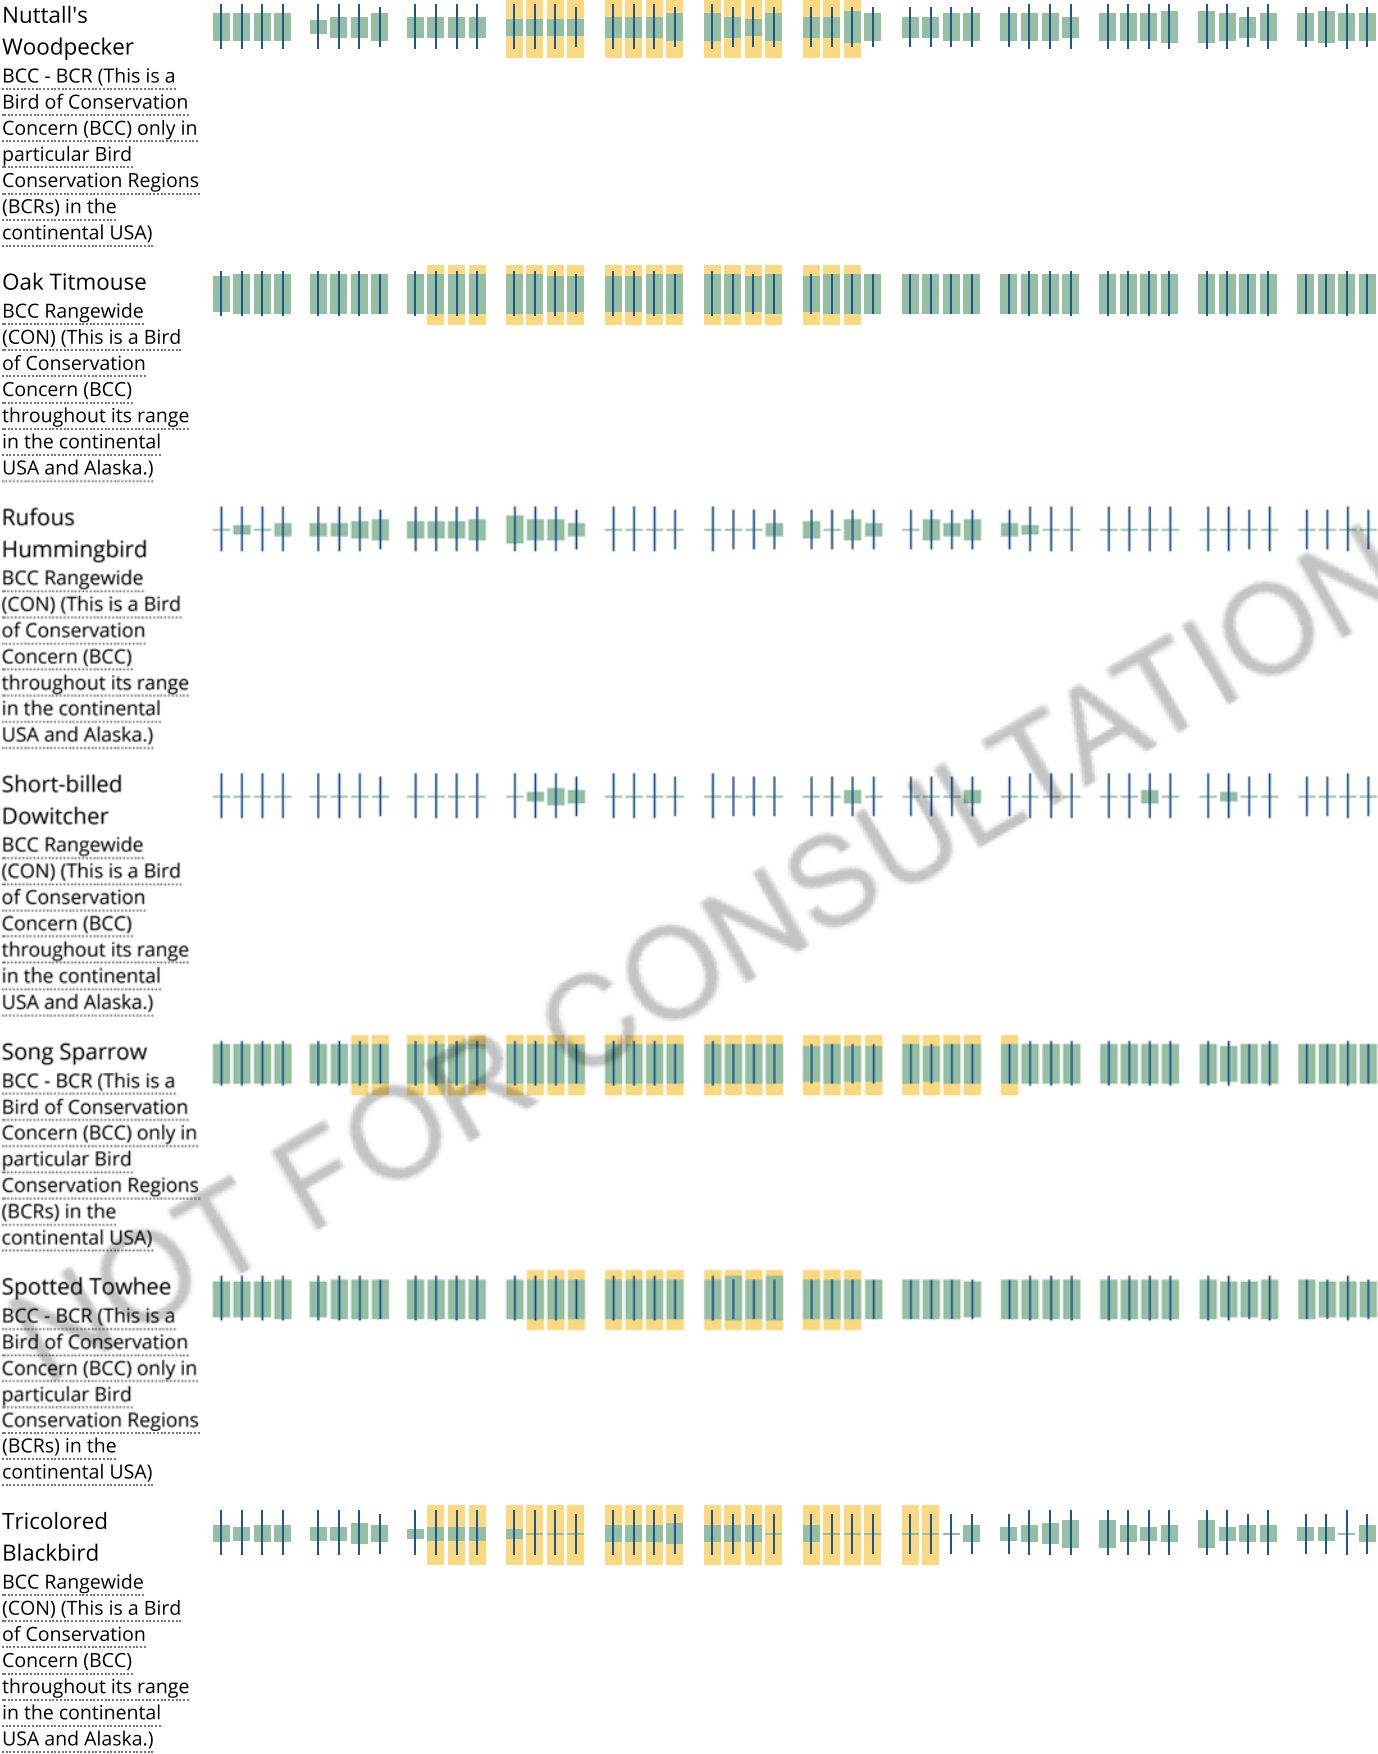 Nuttall's
Woodpecker
BCC - BCR (This is a
Bird of Conservation
Concern (BCC) only in
particular Bird
Conservation Regions
(BCRs) in the
continental USA)
Oak Titmouse
BCC Rangewide
(CON) (This is a Bird
of Conservation
Concern (BCC)
throughout its range
in the continental
USA and Alaska.)
Rufous
Hummingbird
BCC Rangewide
(CON) (This is a Bird
of Conservation
Concern (BCC)
throughout its range
in the continental
USA and Alaska.)
Short-billed
Dowitcher
BCC Rangewide
(CON) (This is a Bird
of Conservation
Concern (BCC)
throughout its range
in the continental
USA and Alaska.)
Song Sparrow
BCC - BCR (This is a
Bird of Conservation
Concern (BCC) only in
particular Bird
Conservation Regions
(BCRs) in the
continental USA)
Spotted Towhee
BCC - BCR (This is a
Bird of Conservation
Concern (BCC) only in
particular Bird
Conservation Regions
(BCRs) in the
continental USA)
Tricolored
Blackbird
BCC Rangewide
(CON) (This is a Bird
of Conservation
Concern (BCC)
throughout its range
in the continental
USA and Alaska.)
NOT FOR CONSULTATION